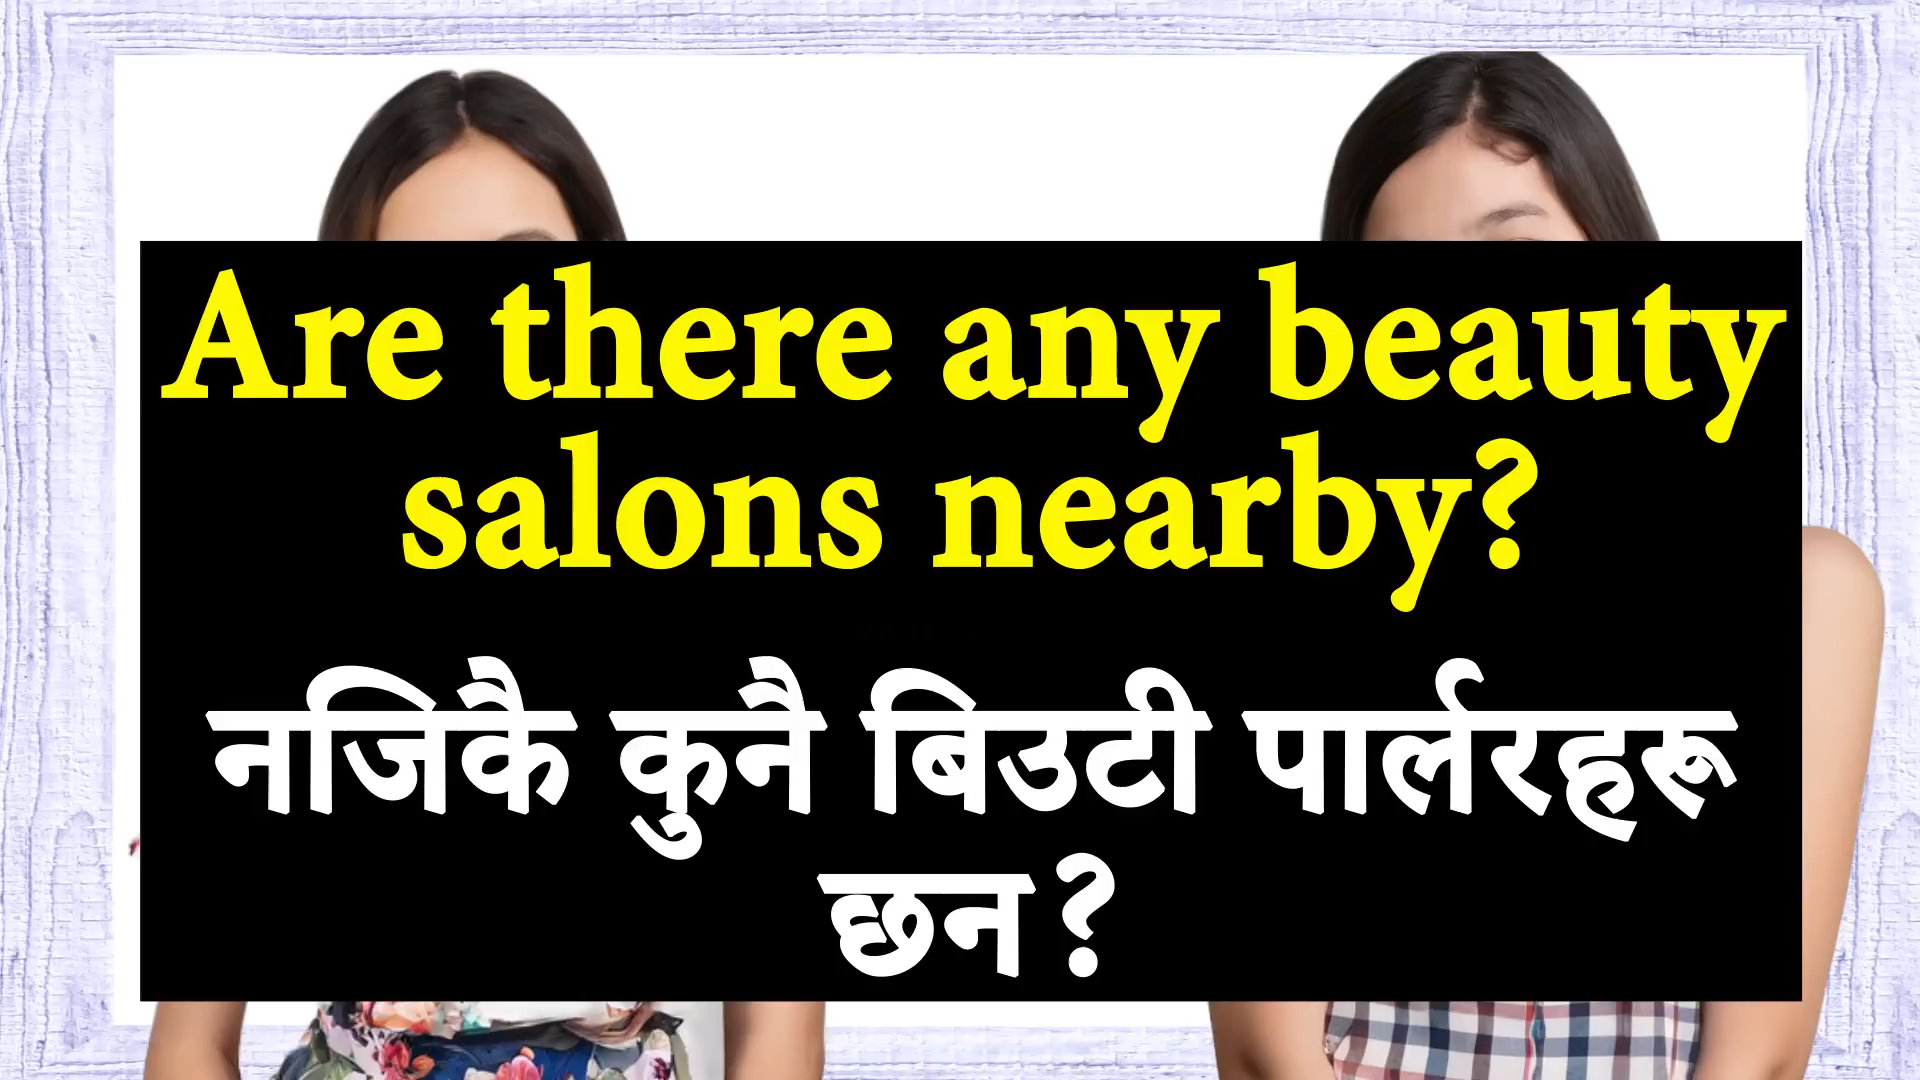 Are there any beauty
salons nearby?
नजिकै कुनै बिउटी पार्लरहरू
छन ?